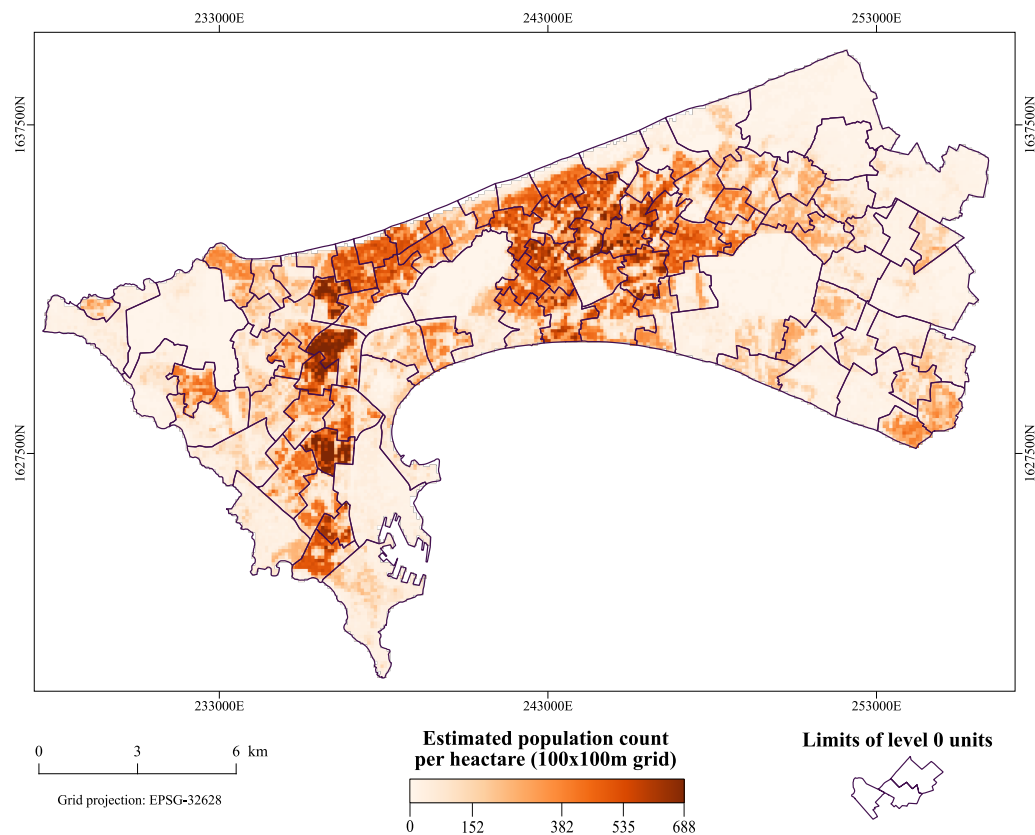 233000E 243000E 253000E
1637500N 1637500N
1627500N 1627500N
233000E 243000E 253000E
0 3 6 km
Grid projection: EPSG-32628
Estimated population count
per heactare (100x100m grid)
0 152 382 535 688
Limits of level 0 units